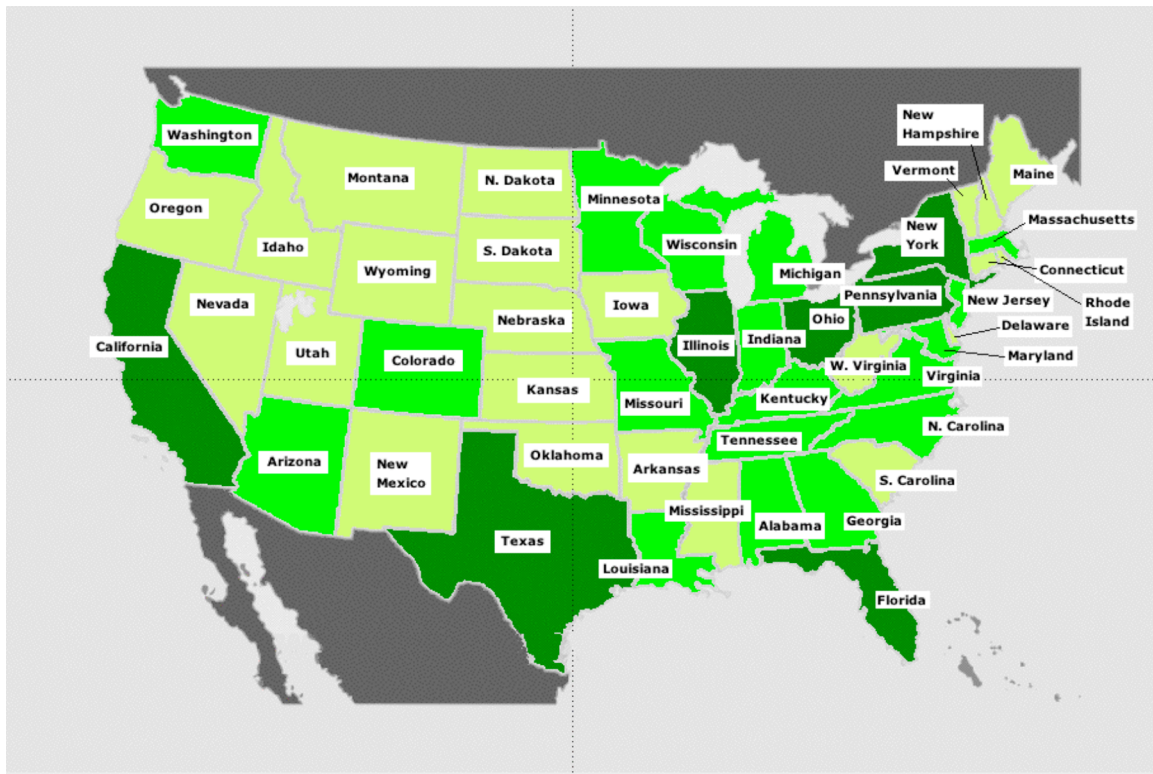 New
Hampshire
Washington
Vermont
Maine
Montana
N. Dakota
Minnesota
Oregon
Massachusetts
New
York
Idaho
S. Dakota
Wisconsin
Wyoming
Michigan
Connecticut
Nevada
Iowa
Pennsylvania
New Jersey
Rhode
Island
Nebraska
Ohio
Delaware
California
Utah
Colorado
Illinois
Indiana
Maryland
W. Virginia
Virginia
Kansas
Missouri
Kentucky
N. Carolina
Tennessee
Oklahoma
Arizona
New
Mexico
Arkansas
S. Carolina
Mississippi
Alabama
Georgia
Texas
Louisiana
Florida